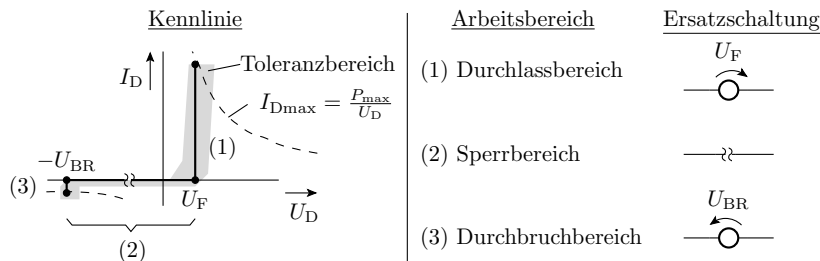 Kennlinie
I_D
Toleranzbereich
I_Dmax = P_max/U_D
(1)
−U_BR
(3)
U_F
U_D
(2)
Arbeitsbereich
Ersatzschaltung
(1) Durchlassbereich
U_F
(2) Sperrbereich
(3) Durchbruchbereich
U_BR